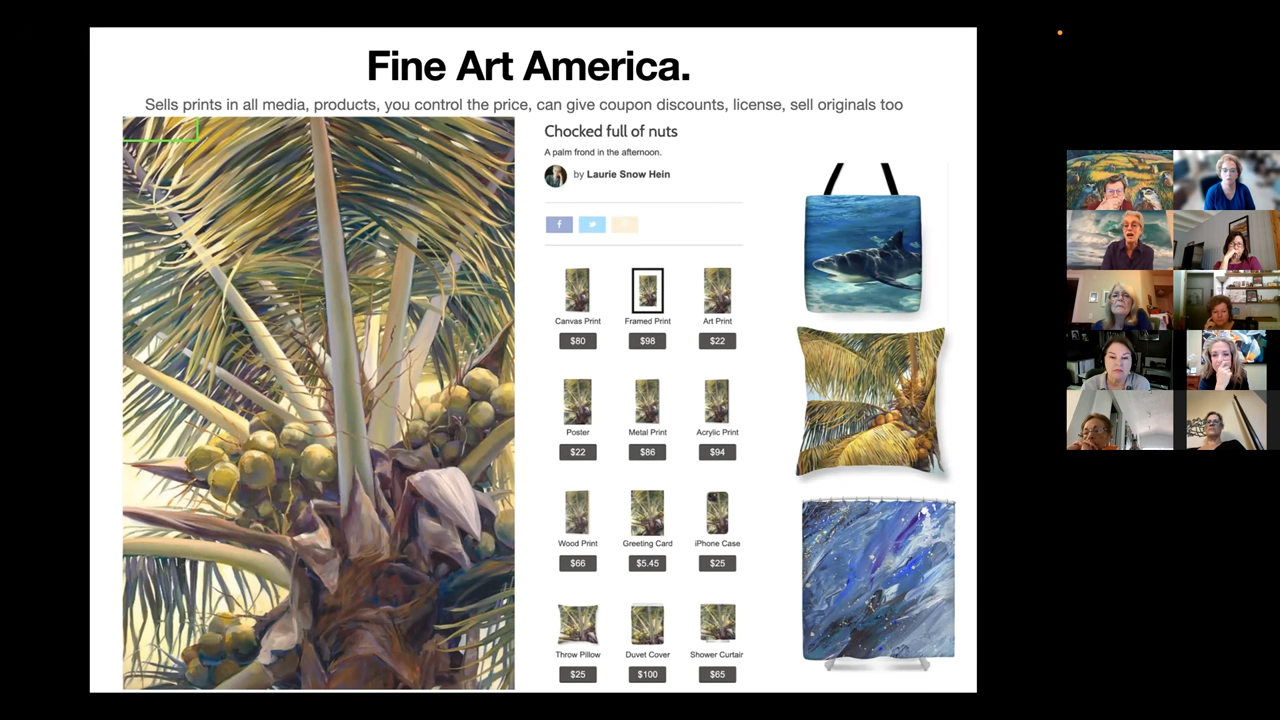 Fine Art America.
Sells prints in all media, products, you control the price, can give coupon discounts, license, sell originals too
Chocked full of nuts
A palm frond in the afternoon.
by Laurie Snow Hein
f
Canvas Print Framed Print Art Print
$80 $98 $22
Poster Metal Print Acrylic Print
$22 $86 $94
Wood Print Greeting Card iPhone Case
$66 $5.45 $25
Throw Pillow Duvet Cover Shower Curtain
$25 $100 $65